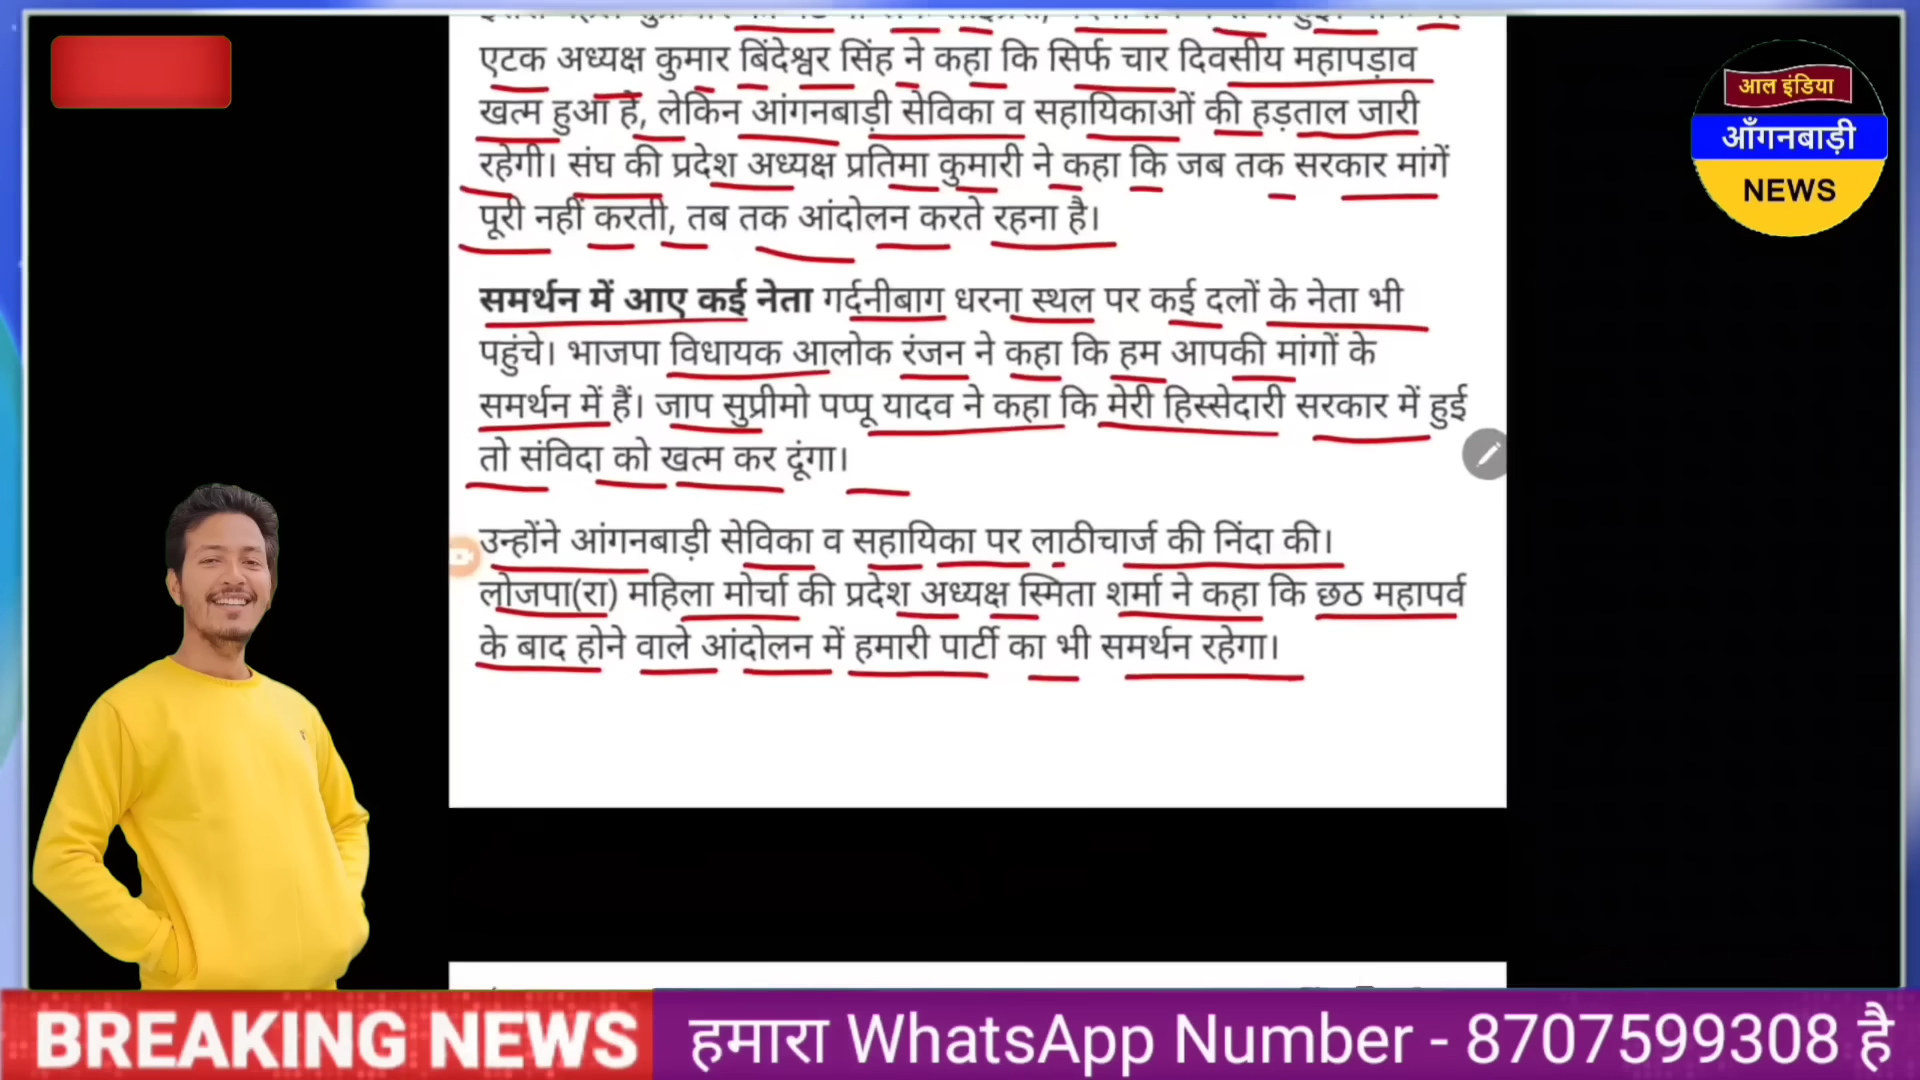 एटक अध्यक्ष कुमार बिंदेश्वर सिंह ने कहा कि सिर्फ चार दिवसीय महापड़ाव
खत्म हुआ है, लेकिन आंगनबाड़ी सेविका व सहायिकाओं की हड़ताल जारी
रहेगी। संघ की प्रदेश अध्यक्ष प्रतिमा कुमारी ने कहा कि जब तक सरकार मांगें
पूरी नहीं करती, तब तक आंदोलन करते रहना है।
समर्थन में आए कई नेता गर्दनीबाग धरना स्थल पर कई दलों के नेता भी
पहुंचे। भाजपा विधायक आलोक रंजन ने कहा कि हम आपकी मांगों के
समर्थन में हैं। जाप सुप्रीमो पप्पू यादव ने कहा कि मेरी हिस्सेदारी सरकार में हुई
तो संविदा को खत्म कर दूंगा।
उन्होंने आंगनबाड़ी सेविका व सहायिका पर लाठीचार्ज की निंदा की।
लोजपा(रा) महिला मोर्चा की प्रदेश अध्यक्ष स्मिता शर्मा ने कहा कि छठ महापर्व
के बाद होने वाले आंदोलन में हमारी पार्टी का भी समर्थन रहेगा।
आल इंडिया
आँगनबाड़ी
NEWS
BREAKING NEWS
हमारा WhatsApp Number - 8707599308 है